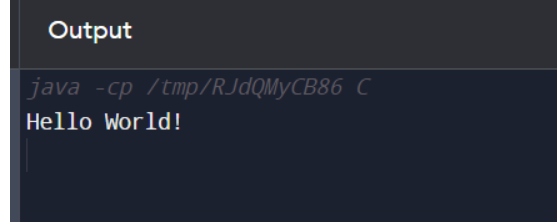 Output
java -cp /tmp/RJdQMyCB86 C
Hello World!